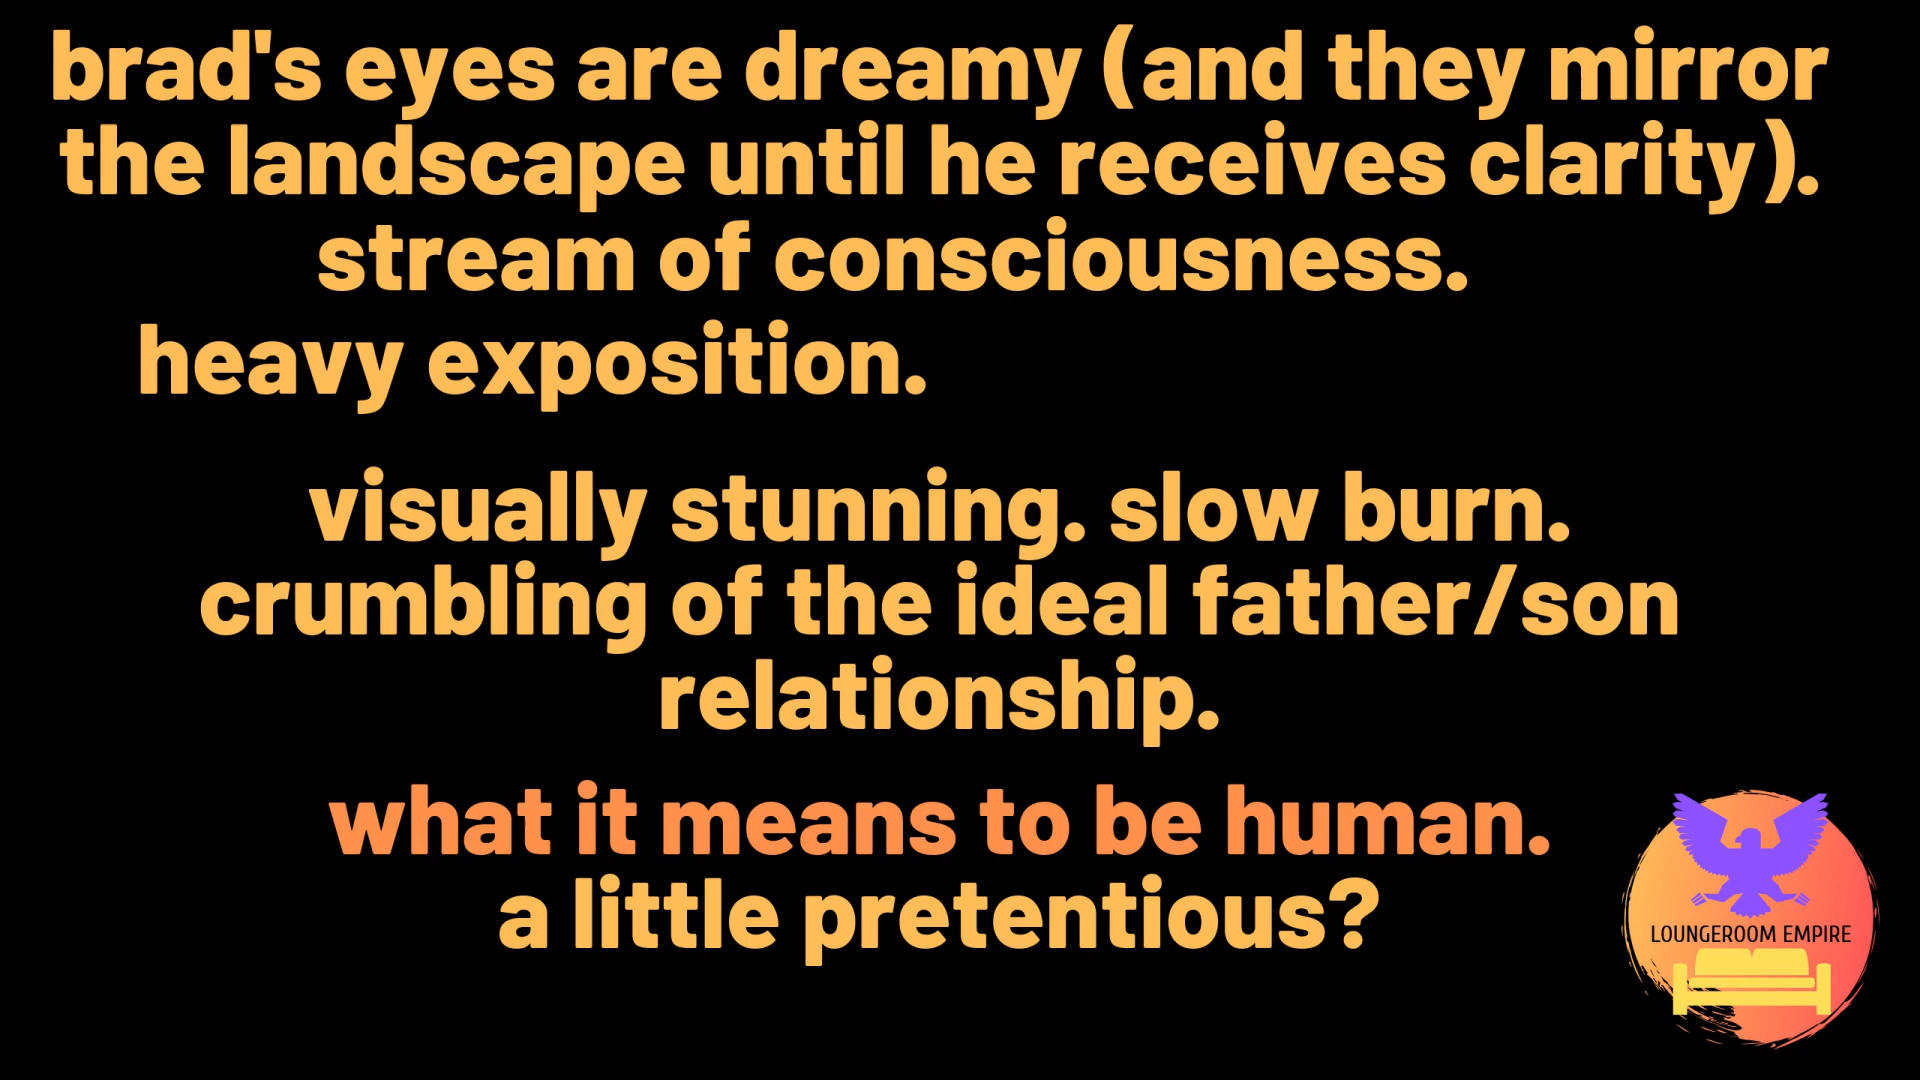 brad's eyes are dreamy (and they mirror
the landscape until he receives clarity).
stream of consciousness.
heavy exposition.
visually stunning. slow burn.
crumbling of the ideal father/son
relationship.
what it means to be human.
a little pretentious?
LOUNGEROOM EMPIRE